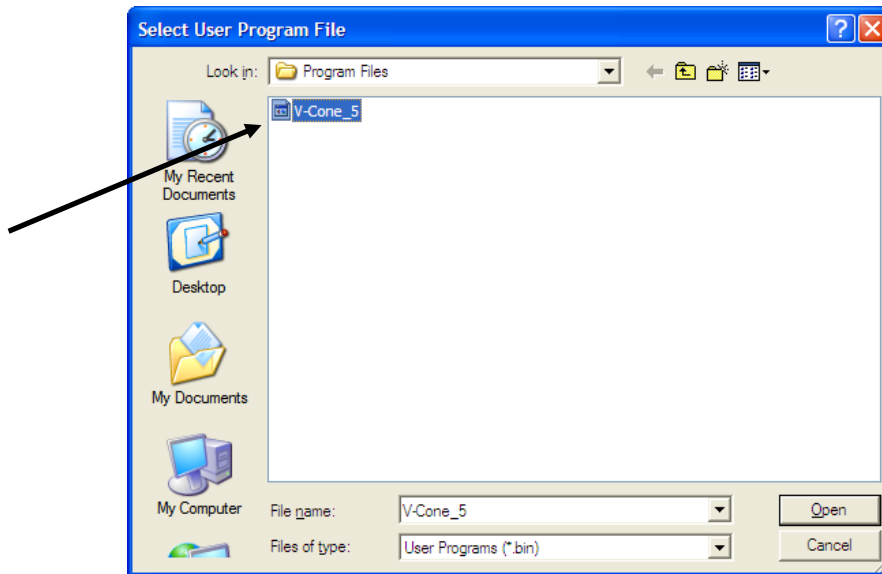 Select User Program File
Look in: Program Files
V-Cone_5
My Recent
Documents
Desktop
My Documents
My Computer
File name: V-Cone_5 Open
Files of type: User Programs (*.bin) Cancel